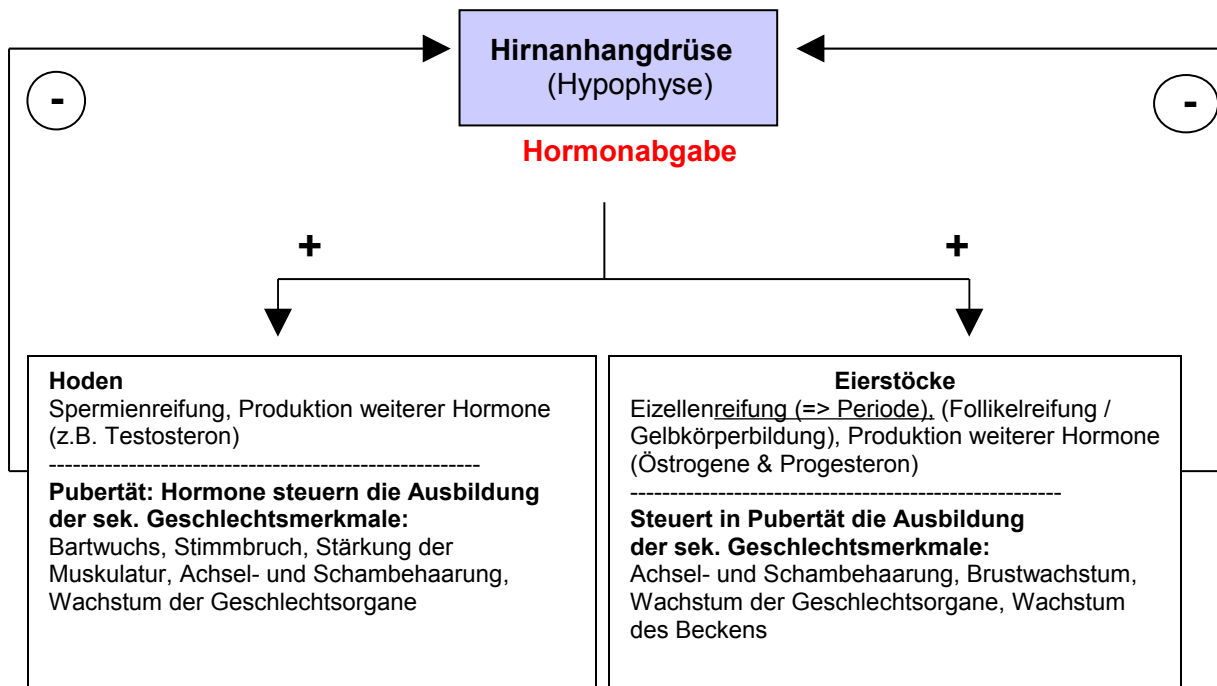 Hirnanhangdrüse
(Hypophyse)
-
-
Hormonabgabe
+
+
Hoden
Spermienreifung, Produktion weiterer Hormone
(z.B. Testosteron)
------------------------------------------------------
Pubertät: Hormone steuern die Ausbildung
der sek. Geschlechtsmerkmale:
Bartwuchs, Stimmbruch, Stärkung der
Muskulatur, Achsel- und Schambehaarung,
Wachstum der Geschlechtsorgane
Eierstöcke
Eizellenreifung (=> Periode), (Follikelreifung /
Gelbkörperbildung), Produktion weiterer Hormone
(Östrogene & Progesteron)
------------------------------------------------------
Steuert in Pubertät die Ausbildung
der sek. Geschlechtsmerkmale:
Achsel- und Schambehaarung, Brustwachstum,
Wachstum der Geschlechtsorgane, Wachstum
des Beckens